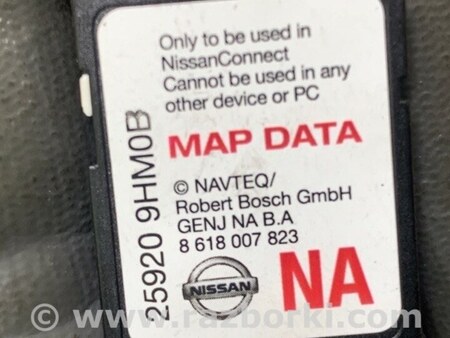 Only to be used in
NissanConnect
Cannot be used in any
other device or PC
MAP DATA
© NAVTEQ/
Robert Bosch GmbH
GENJ NA B.A
8 618 007 823
NISSAN
NA
25920 9HM0B
© www.razborki.com